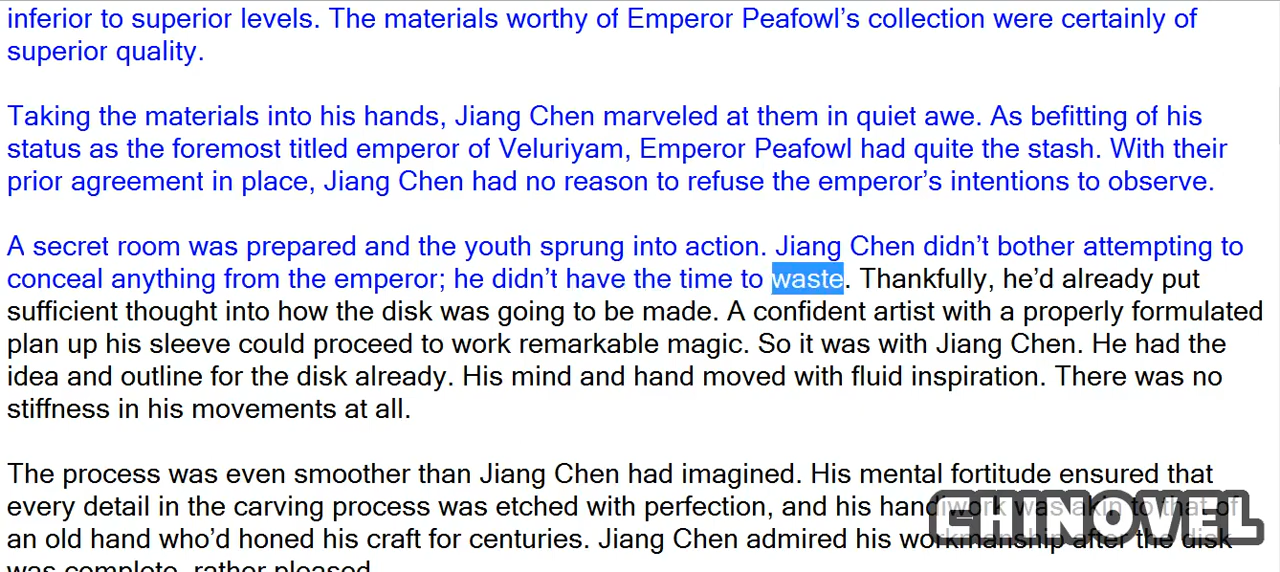 inferior to superior levels. The materials worthy of Emperor Peafowl’s collection were certainly of
superior quality.
Taking the materials into his hands, Jiang Chen marveled at them in quiet awe. As befitting of his
status as the foremost titled emperor of Veluriyam, Emperor Peafowl had quite the stash. With their
prior agreement in place, Jiang Chen had no reason to refuse the emperor’s intentions to observe.
A secret room was prepared and the youth sprung into action. Jiang Chen didn’t bother attempting to
conceal anything from the emperor; he didn’t have the time to waste. Thankfully, he’d already put
sufficient thought into how the disk was going to be made. A confident artist with a properly formulated
plan up his sleeve could proceed to work remarkable magic. So it was with Jiang Chen. He had the
idea and outline for the disk already. His mind and hand moved with fluid inspiration. There was no
stiffness in his movements at all.
The process was even smoother than Jiang Chen had imagined. His mental fortitude ensured that
every detail in the carving process was etched with perfection, and his handiwork was akin to that of
an old hand who’d honed his craft for centuries. Jiang Chen admired his workmanship after the disk
was complete, rather pleased.
CHINOVEL